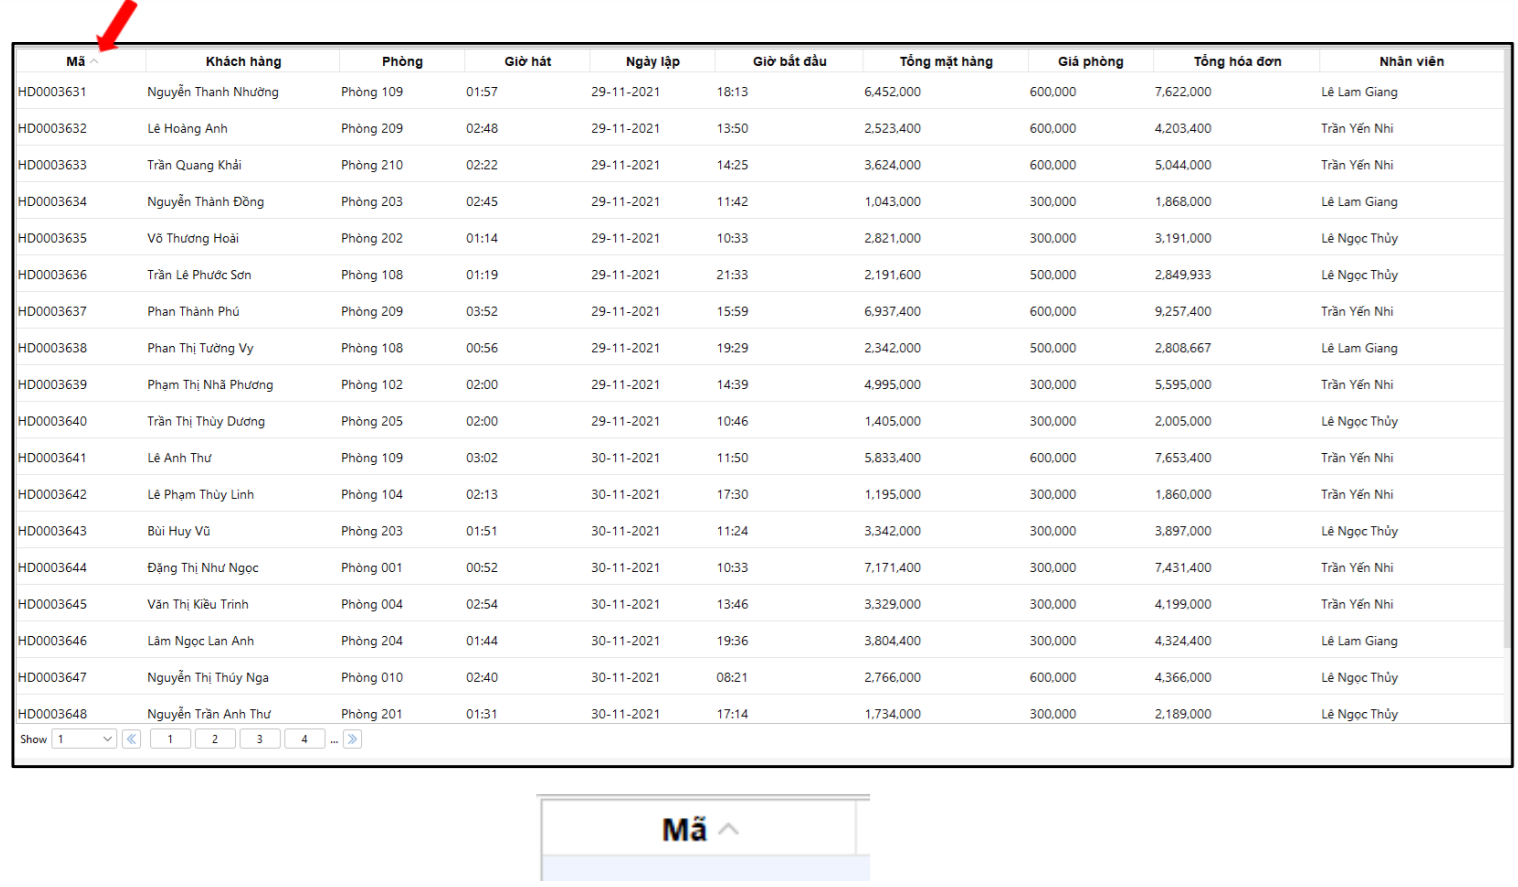 Mã Khách hàng Phòng Giờ hát Ngày lập Giờ bắt đầu Tổng mặt hàng Giá phòng Tổng hóa đơn Nhân viên
HD0003631 Nguyễn Thanh Nhường Phòng 109 01:57 29-11-2021 18:13 6,452,000 600,000 7,622,000 Lê Lam Giang
HD0003632 Lê Hoàng Anh Phòng 209 02:48 29-11-2021 13:50 2,523,400 600,000 4,203,400 Trần Yến Nhi
HD0003633 Trần Quang Khải Phòng 210 02:22 29-11-2021 14:25 3,624,000 600,000 5,044,000 Trần Yến Nhi
HD0003634 Nguyễn Thành Đồng Phòng 203 02:45 29-11-2021 11:42 1,043,000 300,000 1,868,000 Lê Lam Giang
HD0003635 Võ Thương Hoài Phòng 202 01:14 29-11-2021 10:33 2,821,000 300,000 3,191,000 Lê Ngọc Thủy
HD0003636 Trần Lê Phước Sơn Phòng 108 01:19 29-11-2021 21:33 2,191,600 500,000 2,849,933 Lê Ngọc Thủy
HD0003637 Phan Thành Phú Phòng 209 03:52 29-11-2021 15:59 6,937,400 600,000 9,257,400 Trần Yến Nhi
HD0003638 Phan Thị Tường Vy Phòng 108 00:56 29-11-2021 19:29 2,342,000 500,000 2,808,667 Lê Lam Giang
HD0003639 Phạm Thị Nhã Phương Phòng 102 02:00 29-11-2021 14:39 4,995,000 300,000 5,595,000 Trần Yến Nhi
HD0003640 Trần Thị Thùy Dương Phòng 205 02:00 29-11-2021 10:46 1,405,000 300,000 2,005,000 Lê Ngọc Thủy
HD0003641 Lê Anh Thư Phòng 109 03:02 30-11-2021 11:50 5,833,400 600,000 7,653,400 Trần Yến Nhi
HD0003642 Lê Phạm Thùy Linh Phòng 104 02:13 30-11-2021 17:30 1,195,000 300,000 1,860,000 Trần Yến Nhi
HD0003643 Bùi Huy Vũ Phòng 203 01:51 30-11-2021 11:24 3,342,000 300,000 3,897,000 Lê Ngọc Thủy
HD0003644 Đặng Thị Như Ngọc Phòng 001 00:52 30-11-2021 10:33 7,171,400 300,000 7,431,400 Trần Yến Nhi
HD0003645 Văn Thị Kiều Trinh Phòng 004 02:54 30-11-2021 13:46 3,329,000 300,000 4,199,000 Trần Yến Nhi
HD0003646 Lâm Ngọc Lan Anh Phòng 204 01:44 30-11-2021 19:36 3,804,400 300,000 4,324,400 Lê Lam Giang
HD0003647 Nguyễn Thị Thúy Nga Phòng 010 02:40 30-11-2021 08:21 2,766,000 600,000 4,366,000 Lê Ngọc Thủy
HD0003648 Nguyễn Trần Anh Thư Phòng 201 01:31 30-11-2021 17:14 1,734,000 300,000 2,189,000 Lê Ngọc Thủy
Show 1 1 2 3 4 ...
Mã